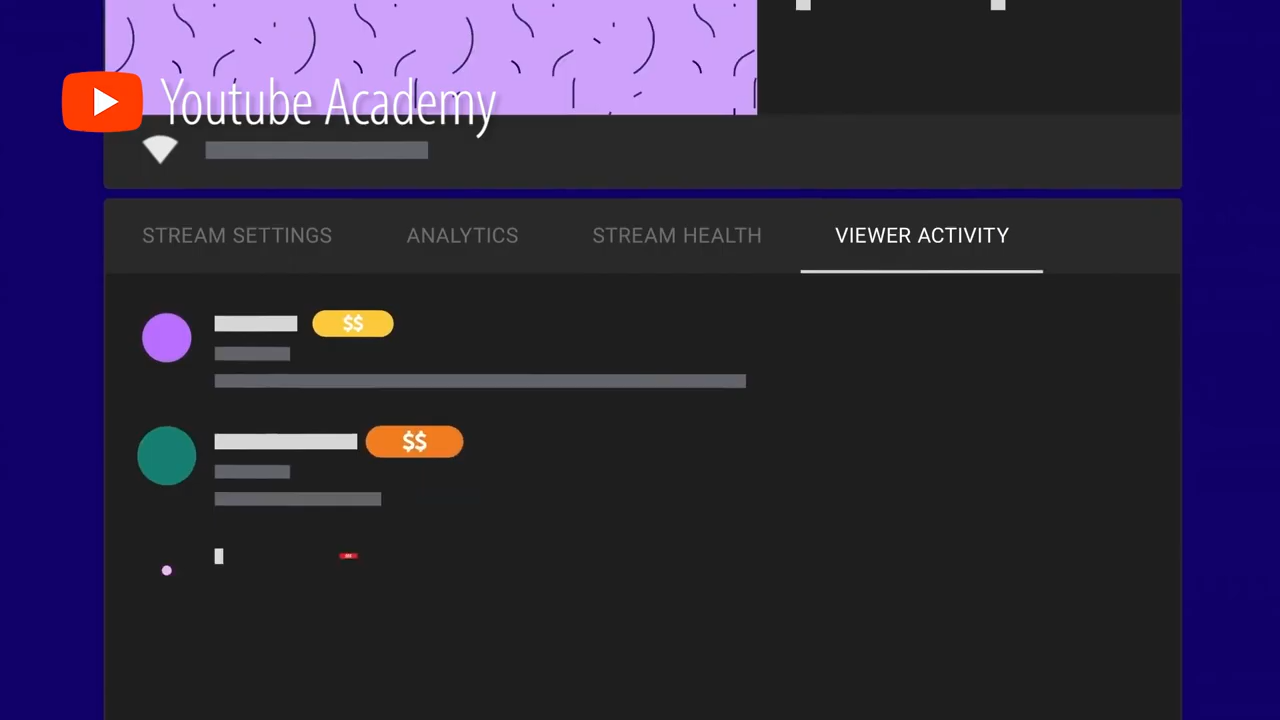 Youtube Academy
STREAM SETTINGS ANALYTICS STREAM HEALTH VIEWER ACTIVITY
$$
$$